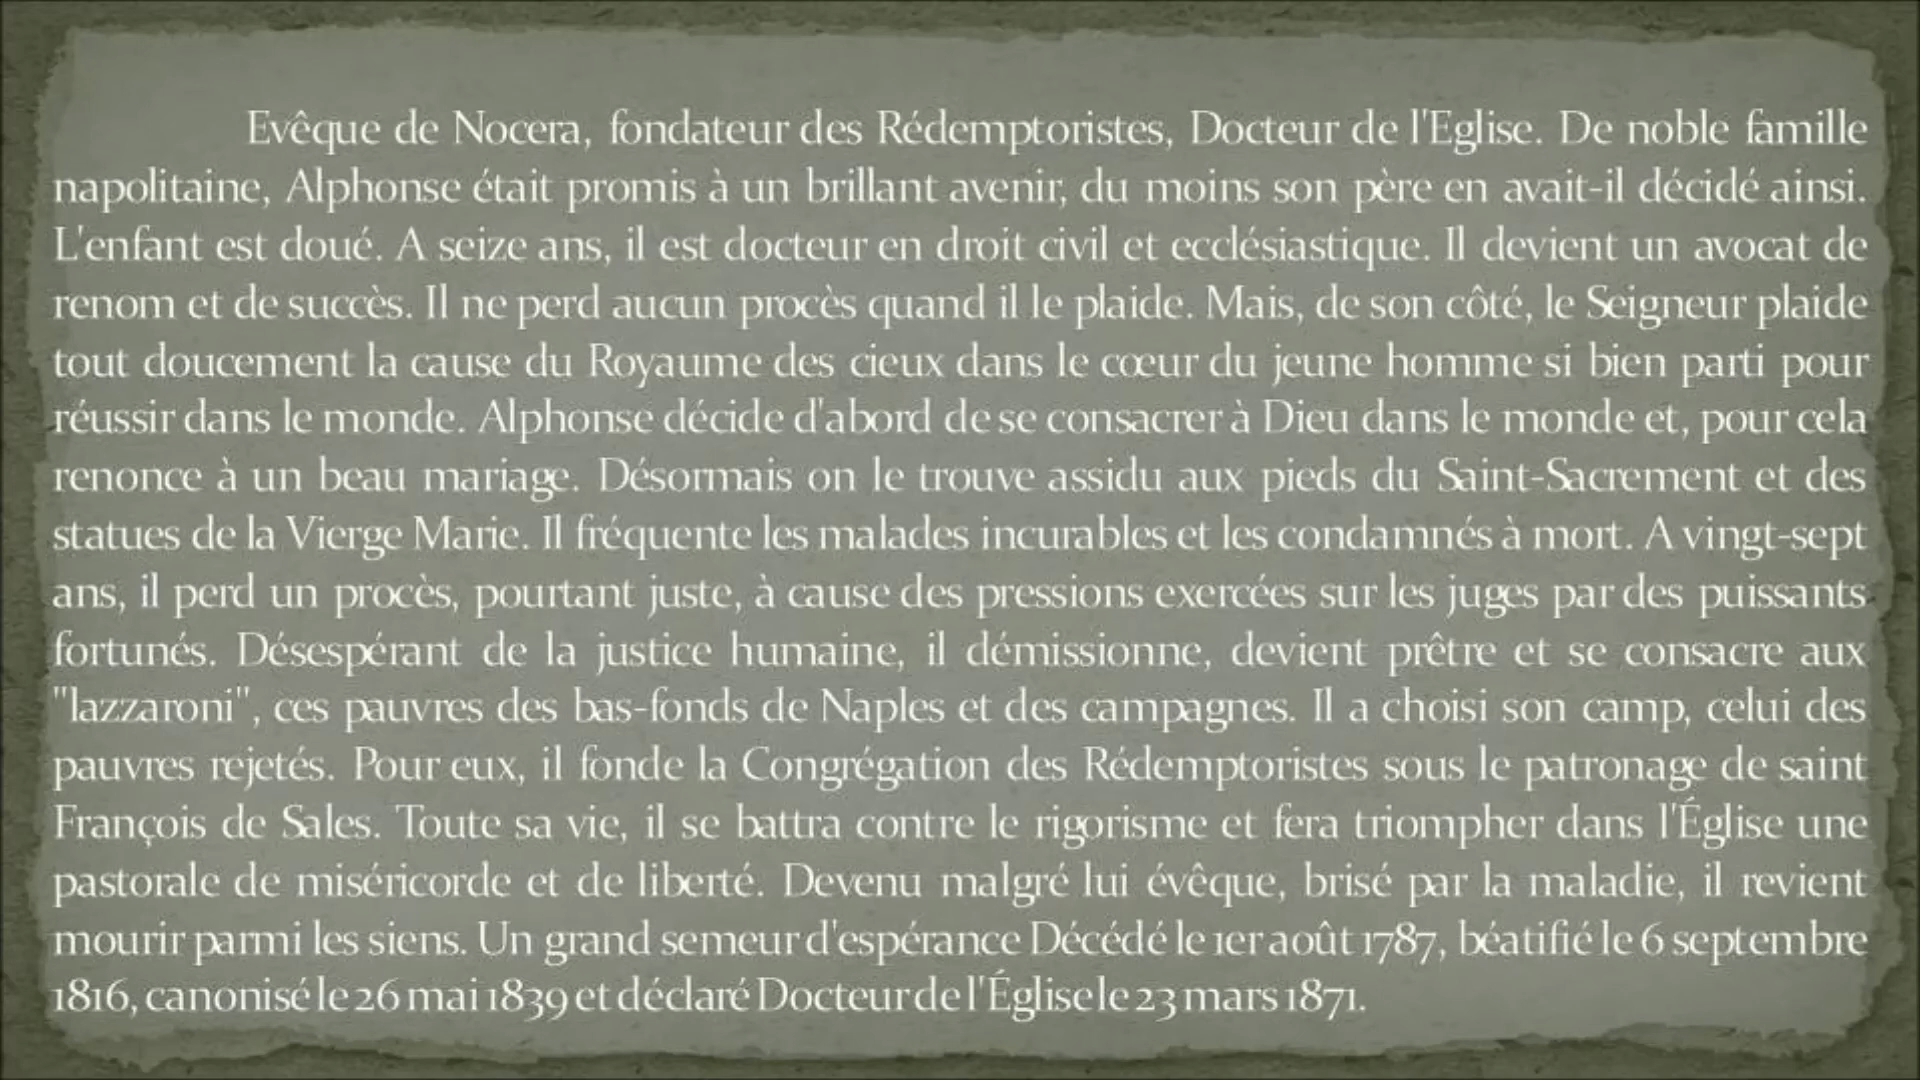 Evêque de Nocera, fondateur des Rédemptoristes, Docteur de l'Eglise. De noble famille
napolitaine, Alphonse était promis à un brillant avenir, du moins son père en avait-il décidé ainsi.
L'enfant est doué. A seize ans, il est docteur en droit civil et ecclésiastique. Il devient un avocat de
renom et de succès. Il ne perd aucun procès quand il le plaide. Mais, de son côté, le Seigneur plaide
tout doucement la cause du Royaume des cieux dans le cœur du jeune homme si bien parti pour
réussir dans le monde. Alphonse décide d'abord de se consacrer à Dieu dans le monde et, pour cela
renonce à un beau mariage. Désormais on le trouve assidu aux pieds du Saint-Sacrement et des
statues de la Vierge Marie. Il fréquente les malades incurables et les condamnés à mort. A vingt-sept
ans, il perd un procès, pourtant juste, à cause des pressions exercées sur les juges par des puissants
fortunés. Désespérant de la justice humaine, il démissionne, devient prêtre et se consacre aux
"lazzaroni", ces pauvres des bas-fonds de Naples et des campagnes. Il a choisi son camp, celui des
pauvres rejetés. Pour eux, il fonde la Congrégation des Rédemptoristes sous le patronage de saint
François de Sales. Toute sa vie, il se battra contre le rigorisme et fera triompher dans l'Église une
pastorale de miséricorde et de liberté. Devenu malgré lui évêque, brisé par la maladie, il revient
mourir parmi les siens. Un grand semeur d'espérance Décédé le 1er août 1787, béatifié le 6 septembre
1816, canonisé le 26 mai 1839 et déclaré Docteur de l'Église le 23 mars 1871.